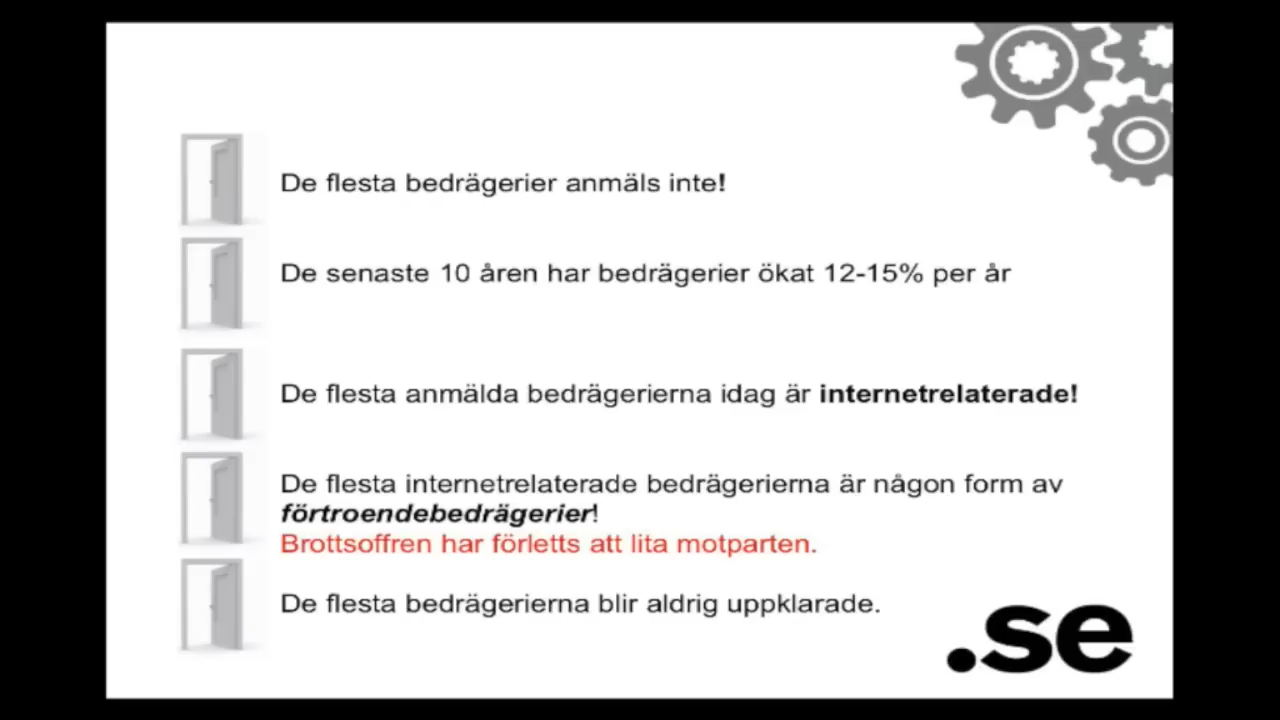 De flesta bedrägerier anmäls inte!
De senaste 10 åren har bedrägerier ökat 12-15% per år
De flesta anmälda bedrägerierna idag är internetrelaterade!
De flesta internetrelaterade bedrägerierna är någon form av
förtroendebedrägerier!
Brottsoffren har förletts att lita motparten.
De flesta bedrägerierna blir aldrig uppklarade.
.se